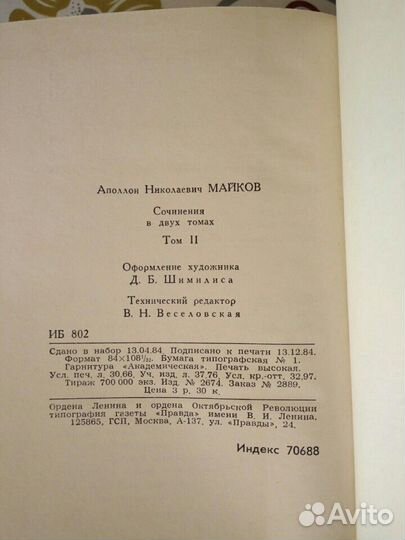 Аполлон Николаевич МАЙКОВ
Сочинения
в двух томах
Том II
Оформление художника
Д. Б. Шимилиса
Технический редактор
В. Н. Веселовская
ИБ 802
Сдано в набор 13.04.84. Подписано к печати 13.12.84.
Формат 84×108¹/₃₂. Бумага типографская № 1.
Гарнитура «Академическая». Печать высокая.
Усл. печ. л. 30,66. Уч. изд. л. 37,76. Усл. кр.-отт. 32,97.
Тираж 700 000 экз. Изд. № 2674. Заказ № 2889.
Цена 3 р. 30 к.
Ордена Ленина и ордена Октябрьской Революции
типография газеты «Правда» имени В. И. Ленина.
125865, ГСП, Москва, А-137, ул. «Правды», 24.
Индекс 70688
Avito